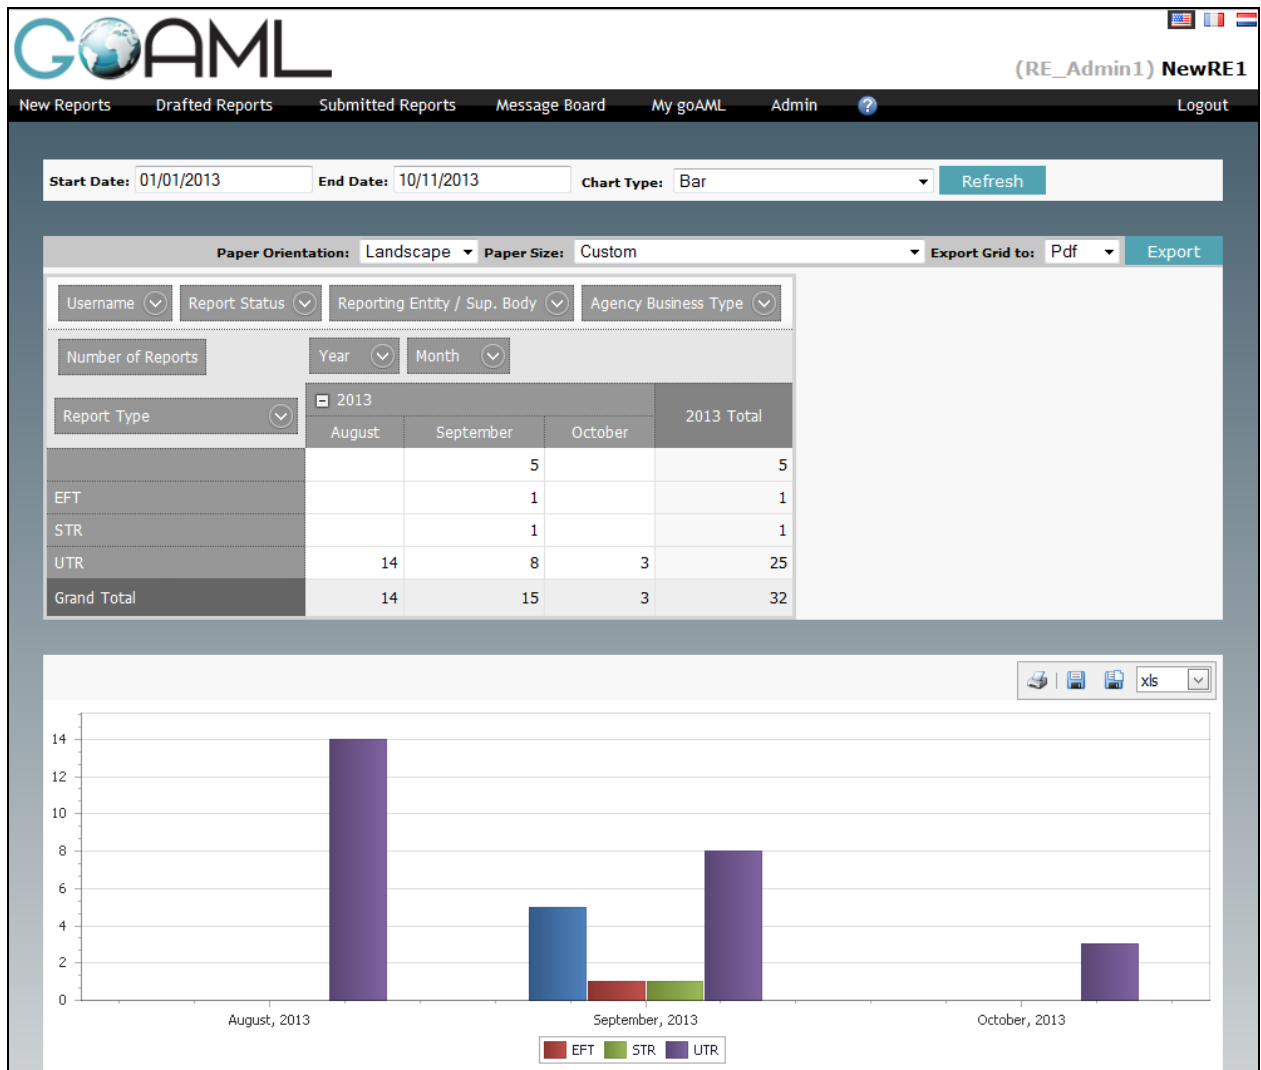 GOAML
(RE_Admin1) NewRE1
New Reports Drafted Reports Submitted Reports Message Board My goAML Admin ? Logout
Start Date: 01/01/2013 End Date: 10/11/2013 Chart Type: Bar Refresh
Paper Orientation: Landscape Paper Size: Custom Export Grid to: Pdf Export
Username Report Status Reporting Entity / Sup. Body Agency Business Type
Number of Reports Year Month
Report Type 2013 2013 Total
August September October
5 5
EFT 1 1
STR 1 1
UTR 14 8 3 25
Grand Total 14 15 3 32
xls
14
12
10
8
6
4
2
0
August, 2013 September, 2013 October, 2013
EFT STR UTR